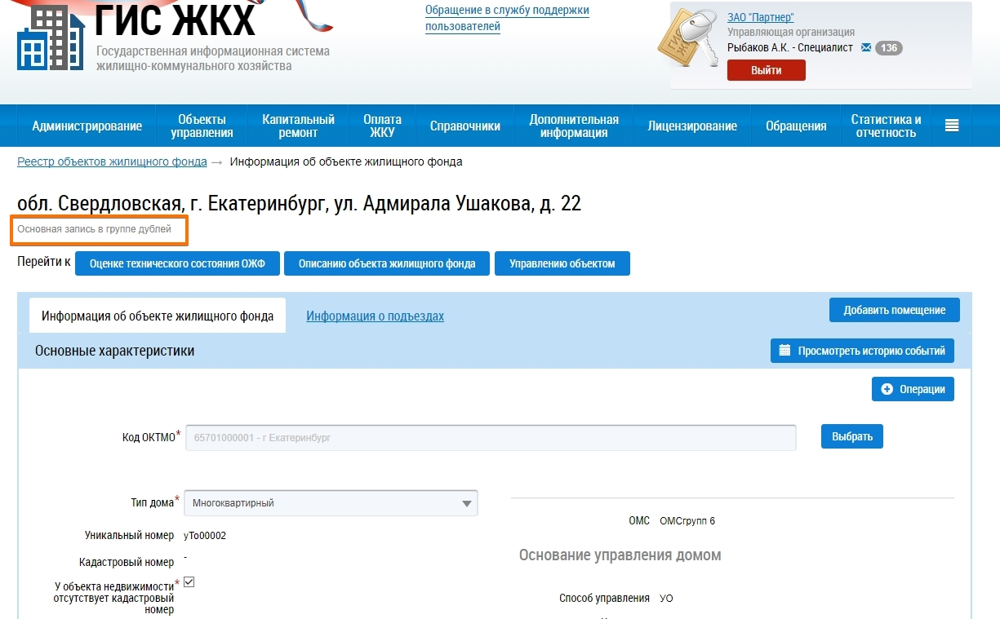 ГИС ЖКХ
Государственная информационная система
жилищно-коммунального хозяйства
Обращение в службу поддержки
пользователей
ЗАО "Партнер"
Управляющая организация
Рыбаков А.К. - Специалист 136
Выйти
Администрирование
Объекты
управления
Капитальный
ремонт
Оплата
ЖКУ
Справочники
Дополнительная
информация
Лицензирование
Обращения
Статистика и
отчетность
Реестр объектов жилищного фонда → Информация об объекте жилищного фонда
обл. Свердловская, г. Екатеринбург, ул. Адмирала Ушакова, д. 22
Основная запись в группе дублей
Перейти к Оценке технического состояния ОЖФ Описанию объекта жилищного фонда Управлению объектом
Информация об объекте жилищного фонда Информация о подъездах Добавить помещение
Основные характеристики Просмотреть историю событий
Операции
Код ОКТМО* 65701000001 - г Екатеринбург Выбрать
Тип дома* Многоквартирный
Уникальный номер уТо00002
Кадастровый номер -
У объекта недвижимости*
отсутствует кадастровый
номер
ОМС ОМСгрупп 6
Основание управления домом
Способ управления УО